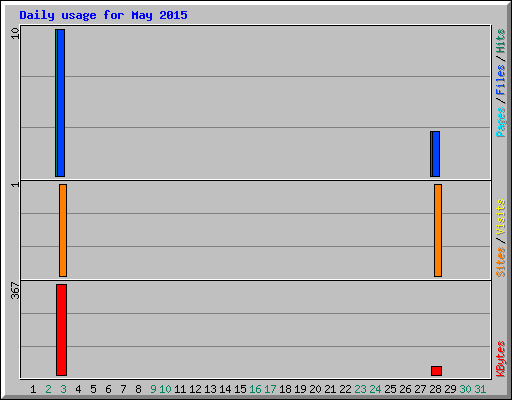 Daily usage for May 2015
10
Pages/Files/Hits
1
Sites/Visits
367
KBytes
1 2 3 4 5 6 7 8 9 10 11 12 13 14 15 16 17 18 19 20 21 22 23 24 25 26 27 28 29 30 31